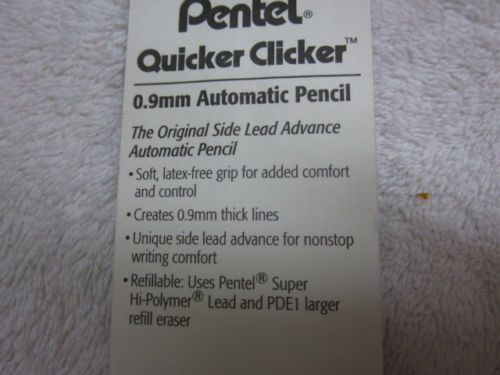 Pentel®
Quicker Clicker™
0.9mm Automatic Pencil
The Original Side Lead Advance
Automatic Pencil
• Soft, latex-free grip for added comfort
and control
• Creates 0.9mm thick lines
• Unique side lead advance for nonstop
writing comfort
• Refillable: Uses Pentel® Super
Hi-Polymer® Lead and PDE1 larger
refill eraser